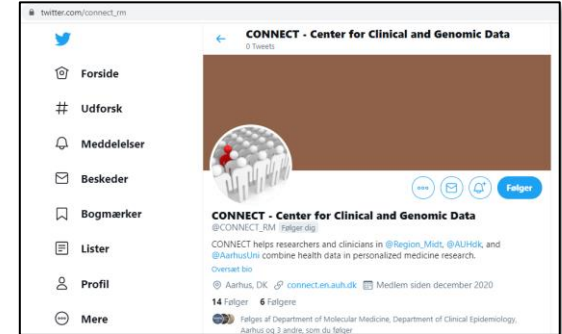 twitter.com/connect_rm
CONNECT - Center for Clinical and Genomic Data
0 Tweets
Forside
Udforsk
Meddelelser
Beskeder
Bogmærker
Lister
Profil
Mere
Følger
CONNECT - Center for Clinical and Genomic Data
@CONNECT_RM Følger dig
CONNECT helps researchers and clinicians in @Region_Midt, @AUHdk, and
@AarhusUni combine health data in personalized medicine research.
Oversæt bio
Aarhus, DK connect.en.auh.dk Medlem siden december 2020
14 Følger 6 Følgere
Følges af Department of Molecular Medicine, Department of Clinical Epidemiology,
Aarhus og 3 andre, som du følger